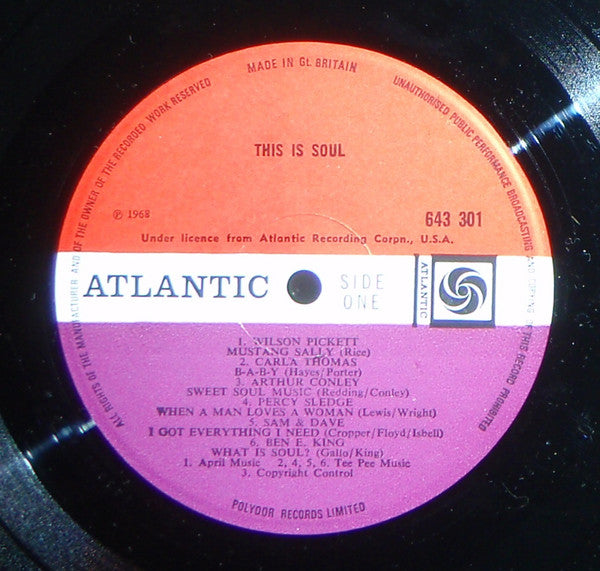 MADE IN Gt. BRITAIN
UNAUTHORISED PUBLIC PERFORMANCE BROADCASTING AND COPYING OF THIS RECORD PROHIBITED
ALL RIGHTS OF THE MANUFACTURER AND OF THE OWNER OF THE RECORDED WORK RESERVED
THIS IS SOUL
℗ 1968
643 301
Under licence from Atlantic Recording Corpn., U.S.A.
ATLANTIC
SIDE
ONE
ATLANTIC
1. WILSON PICKETT
MUSTANG SALLY (Rice)
2. CARLA THOMAS
B-A-B-Y (Hayes/Porter)
3. ARTHUR CONLEY
SWEET SOUL MUSIC (Redding/Conley)
4. PERCY SLEDGE
WHEN A MAN LOVES A WOMAN (Lewis/Wright)
5. SAM & DAVE
I GOT EVERYTHING I NEED (Cropper/Floyd/Isbell)
6. BEN E. KING
WHAT IS SOUL? (Gallo/King)
1. April Music 2, 4, 5, 6. Tee Pee Music
3. Copyright Control
POLYDOR RECORDS LIMITED